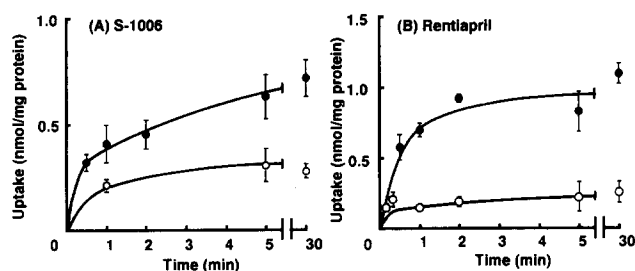 (A) S-1006
Uptake (nmol/mg protein)
1.0
0.5
0 1 2 3 4 5 30
Time (min)
(B) Rentiapril
Uptake (nmol/mg protein)
1.5
1.0
0.5
0 1 2 3 4 5 30
Time (min)